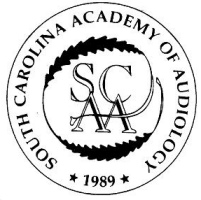 SOUTH CAROLINA ACADEMY OF AUDIOLOGY
SC
AA
★ 1989 ★